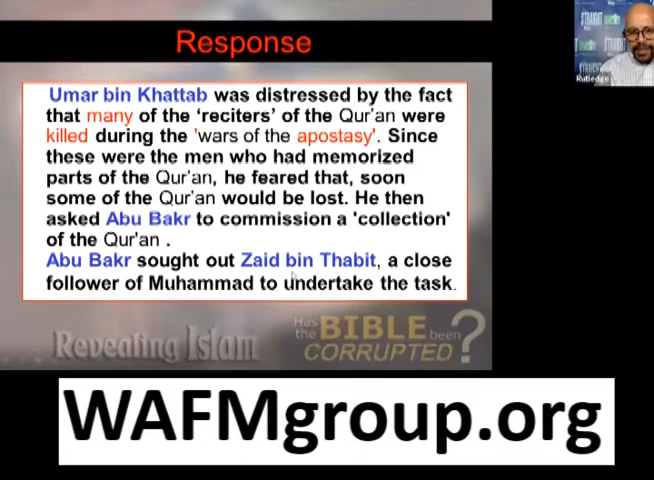 Response
Umar bin Khattab was distressed by the fact
that many of the ‘reciters’ of the Qur'an were
killed during the 'wars of the apostasy'. Since
these were the men who had memorized
parts of the Qur'an, he feared that, soon
some of the Qur'an would be lost. He then
asked Abu Bakr to commission a 'collection'
of the Qur'an .
Abu Bakr sought out Zaid bin Thabit, a close
follower of Muhammad to undertake the task.
Revealing Islam
Has the BIBLE been
CORRUPTED?
WAFMgroup.org
STRAIGHT
Rutledge